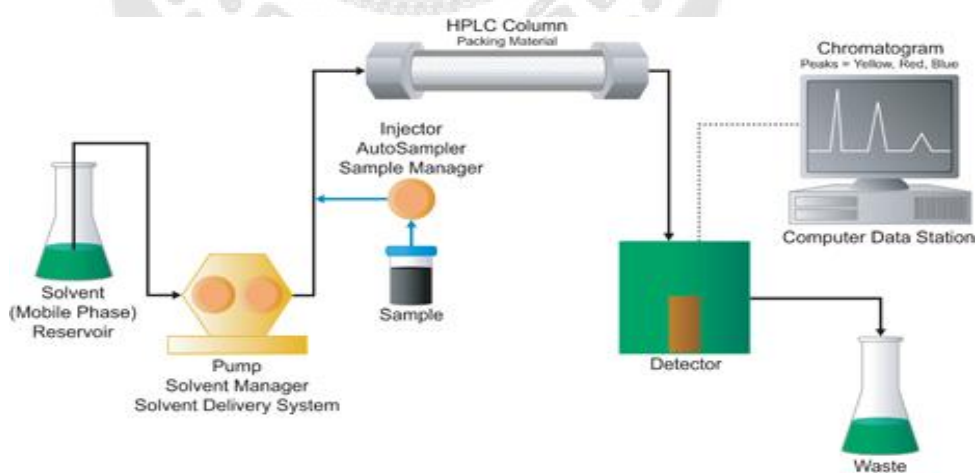 HPLC Column
Packing Material
Chromatogram
Peaks = Yellow, Red, Blue
Injector
AutoSampler
Sample Manager
Computer Data Station
Solvent
(Mobile Phase)
Reservoir
Sample
Pump
Solvent Manager
Solvent Delivery System
Detector
Waste